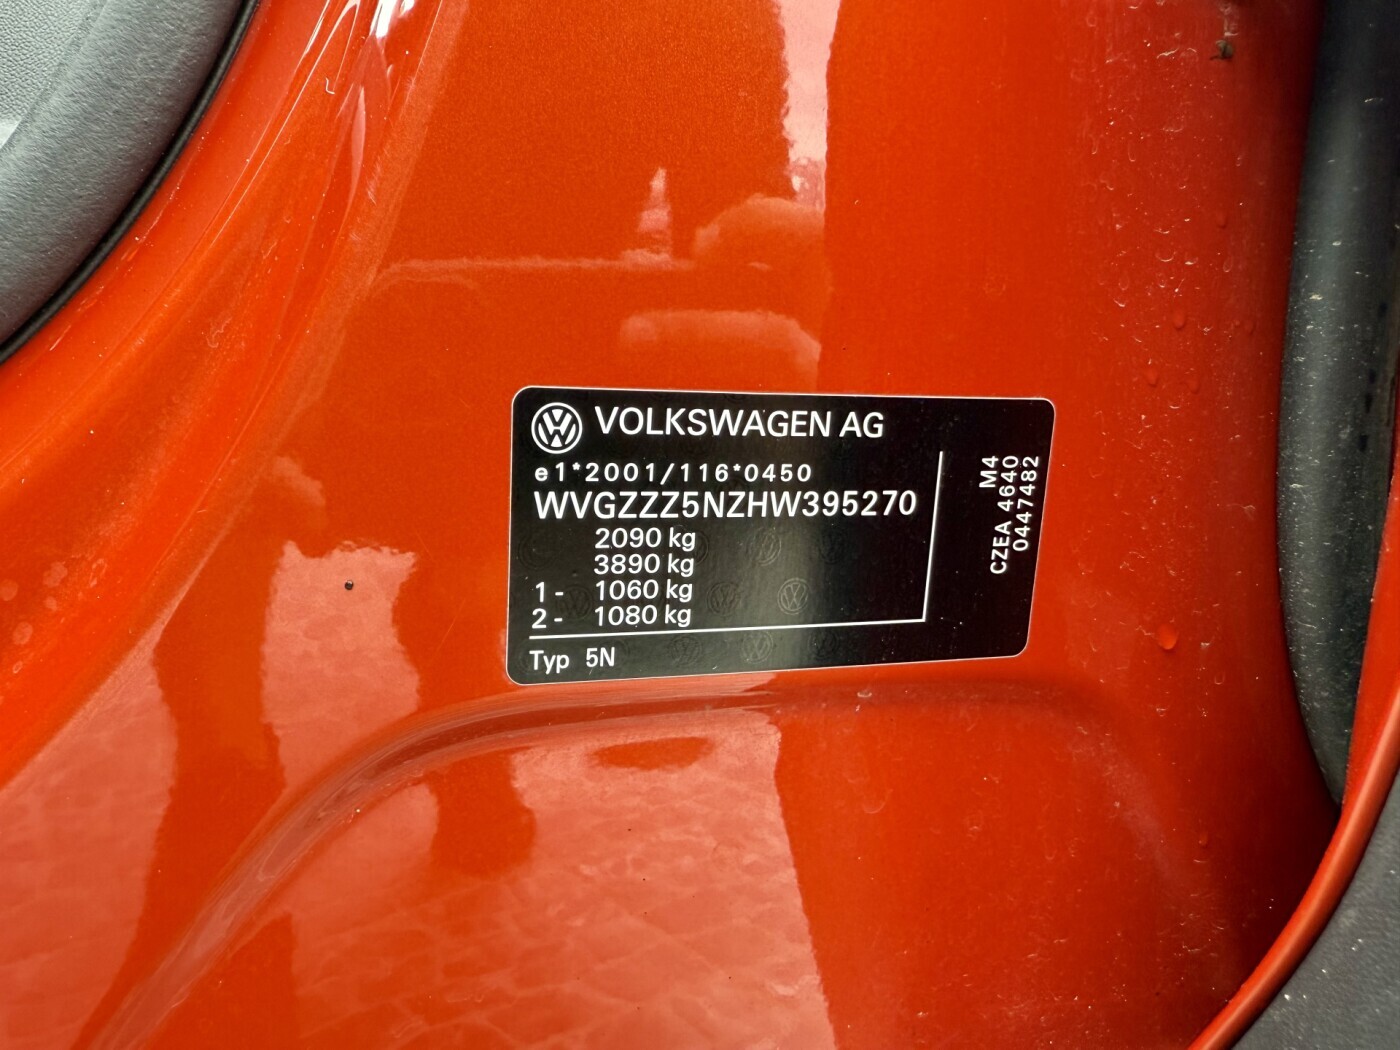 VOLKSWAGEN AG
e1*2001/116*0450
WVGZZZ5NZHW395270
2090 kg
3890 kg
1- 1060 kg
2- 1080 kg
Typ 5N
M4
CZEA 4640
0447482